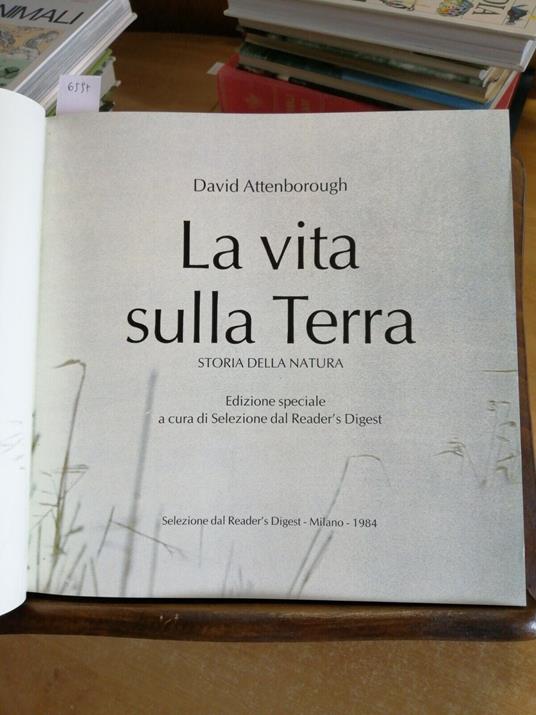 NIMALI
David Attenborough
La vita
sulla Terra
STORIA DELLA NATURA
Edizione speciale
a cura di Selezione dal Reader's Digest
Selezione dal Reader's Digest - Milano - 1984